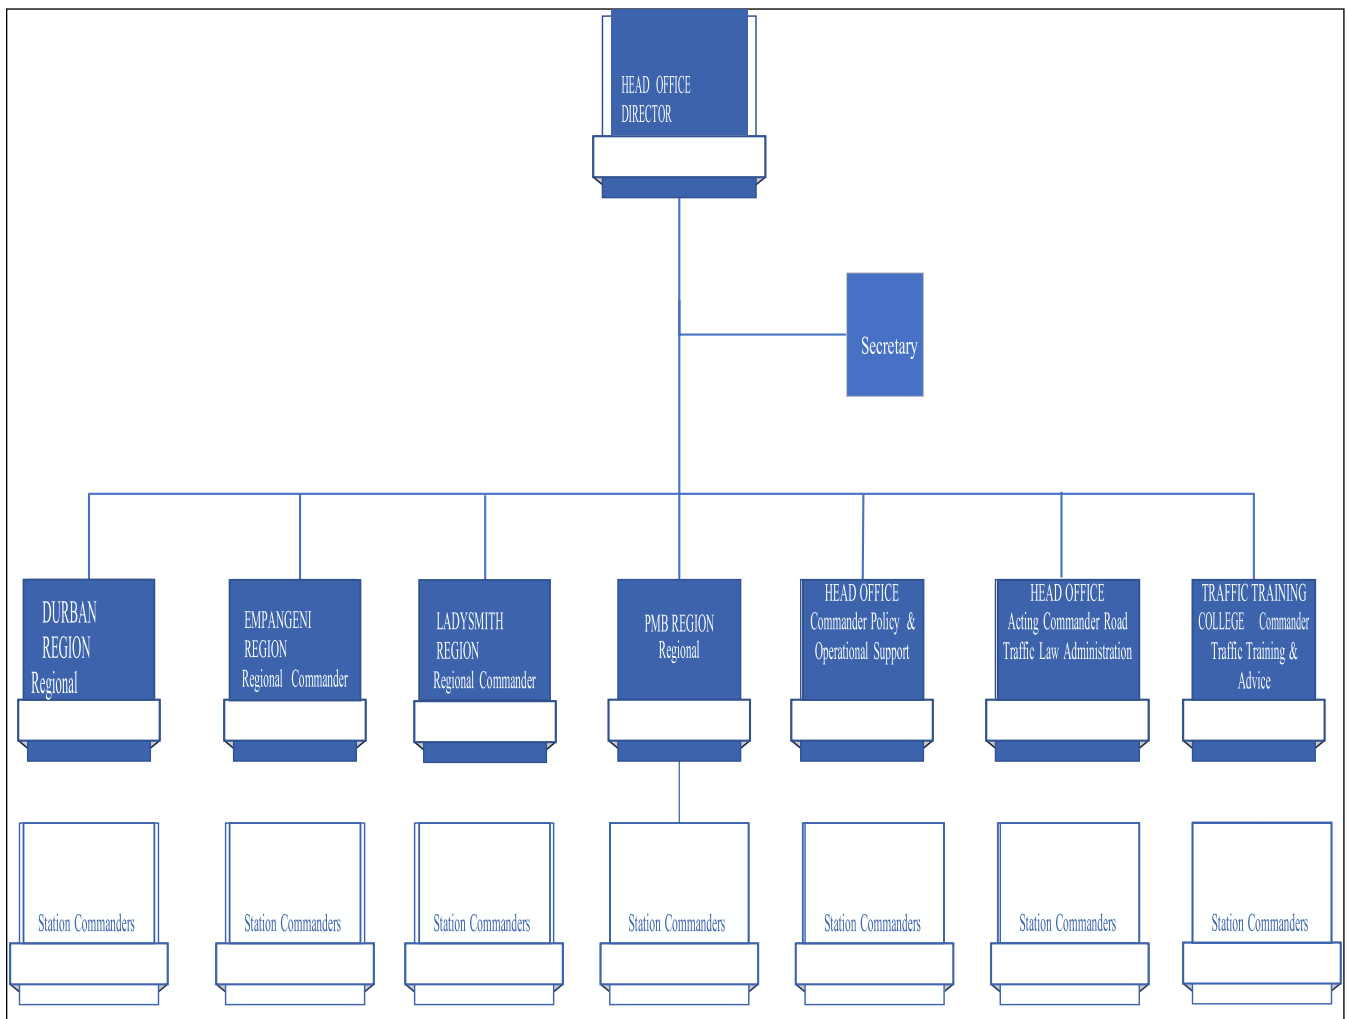 HEAD OFFICE
DIRECTOR
Secretary
DURBAN
REGION
Regional
EMPANGENI
REGION
Regional Commander
LADYSMITH
REGION
Regional Commander
PMB REGION
Regional
HEAD OFFICE
Commander Policy &
Operational Support
HEAD OFFICE
Acting Commander Road
Traffic Law Administration
TRAFFIC TRAINING
COLLEGE Commander
Traffic Training &
Advice
Station Commanders
Station Commanders
Station Commanders
Station Commanders
Station Commanders
Station Commanders
Station Commanders